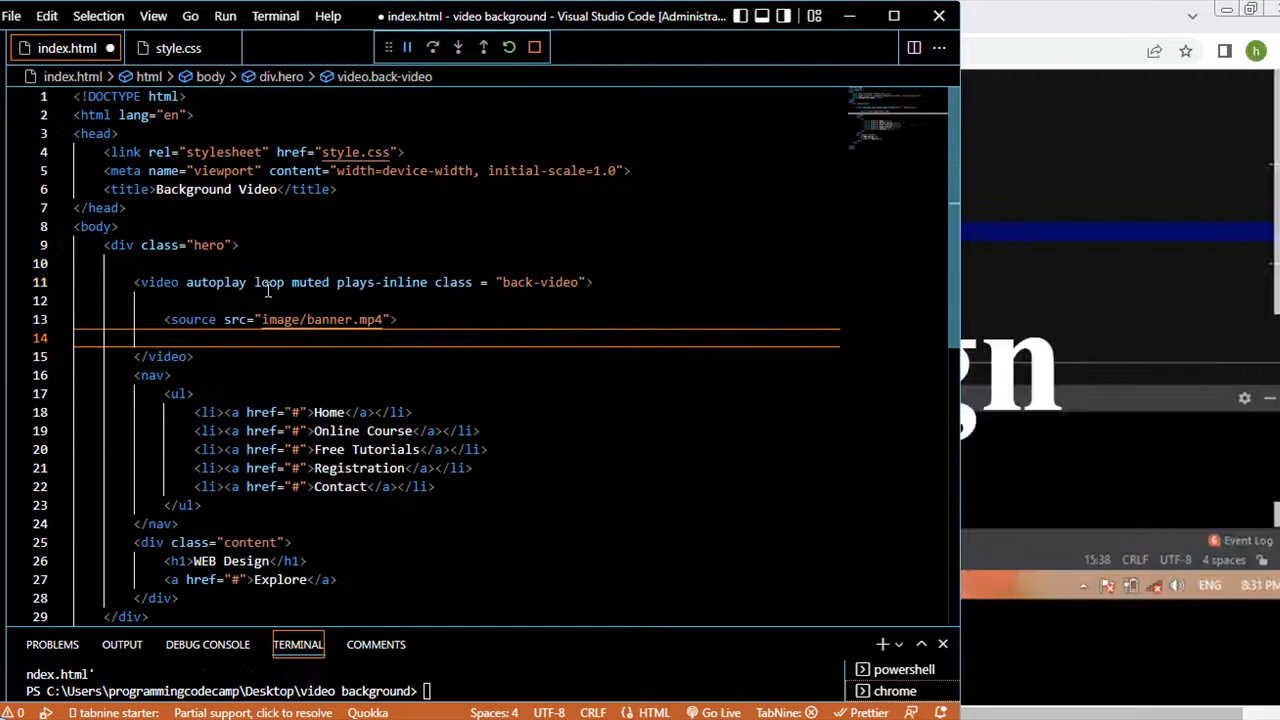 File Edit Selection View Go Run Terminal Help ● index.html - video background - Visual Studio Code [Administra...
index.html ● style.css
index.html > html > body > div.hero > video.back-video
1 <!DOCTYPE html>
2 <html lang="en">
3 <head>
4 <link rel="stylesheet" href="style.css">
5 <meta name="viewport" content="width=device-width, initial-scale=1.0">
6 <title>Background Video</title>
7 </head>
8 <body>
9 <div class="hero">
10
11 <video autoplay loop muted plays-inline class = "back-video">
12
13 <source src="image/banner.mp4">
14
15 </video>
16 <nav>
17 <ul>
18 <li><a href="#">Home</a></li>
19 <li><a href="#">Online Course</a></li>
20 <li><a href="#">Free Tutorials</a></li>
21 <li><a href="#">Registration</a></li>
22 <li><a href="#">Contact</a></li>
23 </ul>
24 </nav>
25 <div class="content">
26 <h1>WEB Design</h1>
27 <a href="#">Explore</a>
28 </div>
29 </div>
PROBLEMS OUTPUT DEBUG CONSOLE TERMINAL COMMENTS
ndex.html'
PS C:\Users\programming.codecamp\Desktop\video background>
powershell
chrome
0 tabnine starter: Partial support, click to resolve Quokka Spaces: 4 UTF-8 CRLF HTML Go Live TabNine: Prettier
h
gn
6 Event Log
15:38 CRLF UTF-8 4 spaces
ENG 8:31 PM